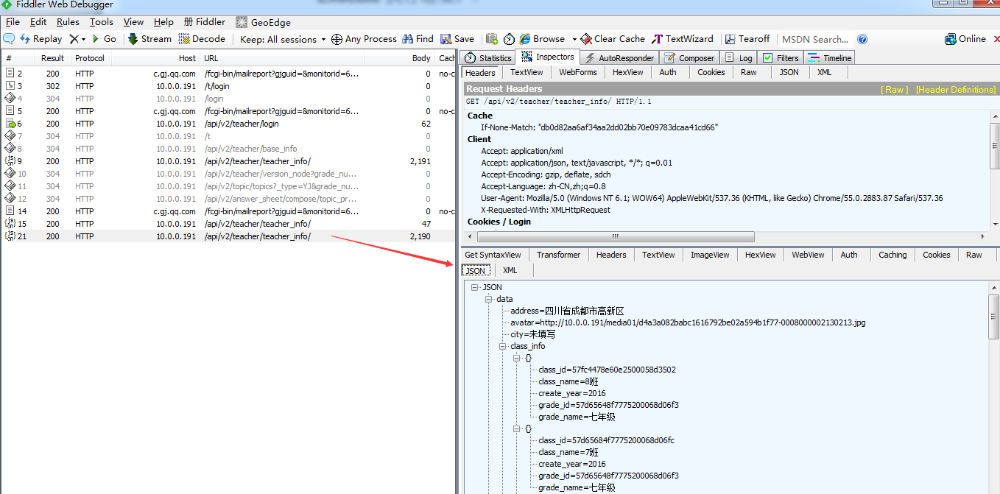 Fiddler Web Debugger
File Edit Rules Tools View Help Fiddler GeoEdge
Replay Go Stream Decode Keep: All sessions Any Process Find Save Browse Clear Cache TextWizard Tearoff MSDN Search... Online
# Result Protocol Host URL Body Cach
2 200 HTTP c.gj.qq.com /fcgi-bin/mailreport?gjguid=&monitorid=6... 0 no-c
3 302 HTTP 10.0.0.191 /t/login 0
4 304 HTTP 10.0.0.191 /login 0
5 200 HTTP c.gj.qq.com /fcgi-bin/mailreport?gjguid=&monitorid=6... 0 no-c
6 200 HTTP 10.0.0.191 /api/v2/teacher/login 62
7 304 HTTP 10.0.0.191 /t 0
8 304 HTTP 10.0.0.191 /api/v2/teacher/base_info 0
9 200 HTTP 10.0.0.191 /api/v2/teacher/teacher_info/ 2,191
10 304 HTTP 10.0.0.191 /api/v2/teacher/version_node?grade_nu... 0
11 304 HTTP 10.0.0.191 /api/v2/topic/topics?_type=YJ&grade_nu... 0
12 304 HTTP 10.0.0.191 /api/v2/answer_sheet/compose/topic_pr... 0
14 200 HTTP c.gj.qq.com /fcgi-bin/mailreport?gjguid=&monitorid=6... 0 no-c
15 200 HTTP 10.0.0.191 /api/v2/teacher/teacher_info/ 47
21 200 HTTP 10.0.0.191 /api/v2/teacher/teacher_info/ 2,190
Statistics Inspectors AutoResponder Composer Log Filters Timeline
Headers TextView WebForms HexView Auth Cookies Raw JSON XML
Request Headers [ Raw ] [Header Definitions]
GET /api/v2/teacher/teacher_info/ HTTP/1.1
Cache
If-None-Match: "db0d82aa6af34aa2dd02bb70e09783dcaa41cd66"
Client
Accept: application/xml
Accept: application/json, text/javascript, */*; q=0.01
Accept-Encoding: gzip, deflate, sdch
Accept-Language: zh-CN,zh;q=0.8
User-Agent: Mozilla/5.0 (Windows NT 6.1; WOW64) AppleWebKit/537.36 (KHTML, like Gecko) Chrome/55.0.2883.87 Safari/537.36
X-Requested-With: XMLHttpRequest
Cookies / Login
Get SyntaxView Transformer Headers TextView ImageView HexView WebView Auth Caching Cookies Raw
JSON XML
JSON
data
address=四川省成都市高新区
avatar=http://10.0.0.191/media01/d4a3a082babc1616792be02a594b1f77-0008000002130213.jpg
city=未填写
class_info
{}
class_id=57fc4478e60e2500058d3502
class_name=8班
create_year=2016
grade_id=57d65648f7775200068d06f3
grade_name=七年级
{}
class_id=57d65684f7775200068d06fc
class_name=7班
create_year=2016
grade_id=57d65648f7775200068d06f3
grade_name=七年级